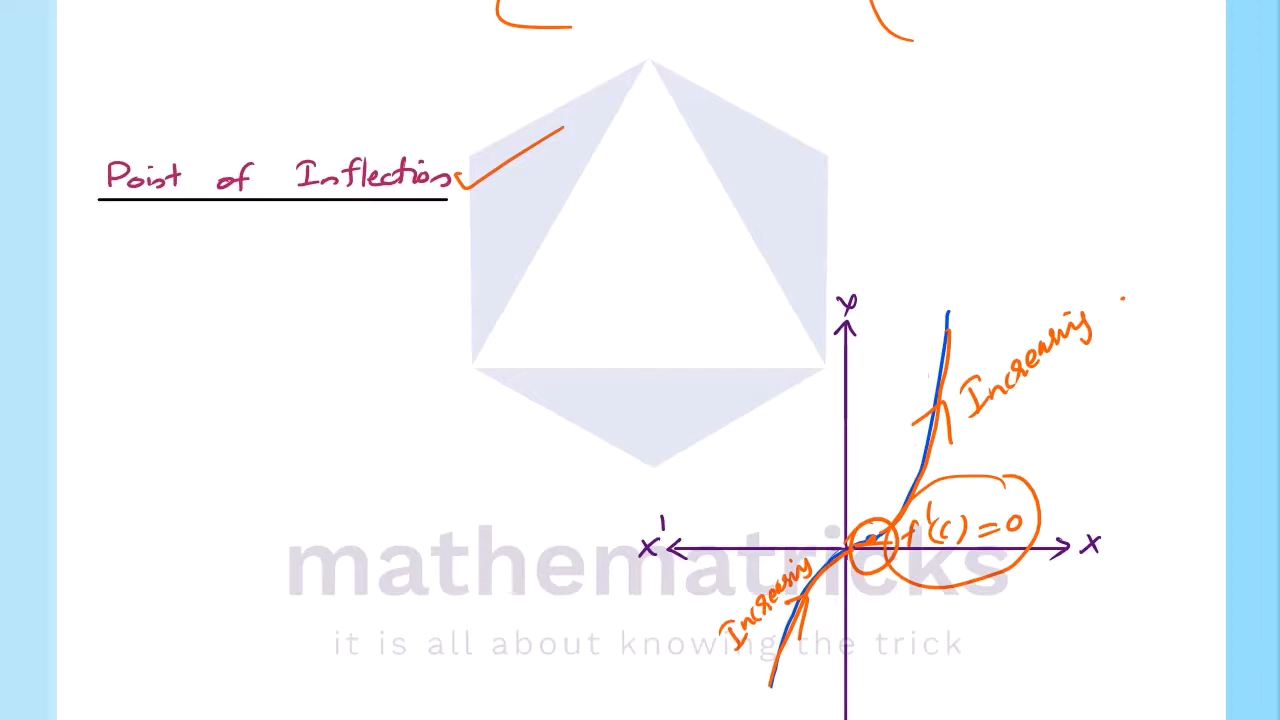 Point of Inflection
y
Increasing
f'(c) = 0
x' x
mathematricks
Increasing
it is all about knowing the trick